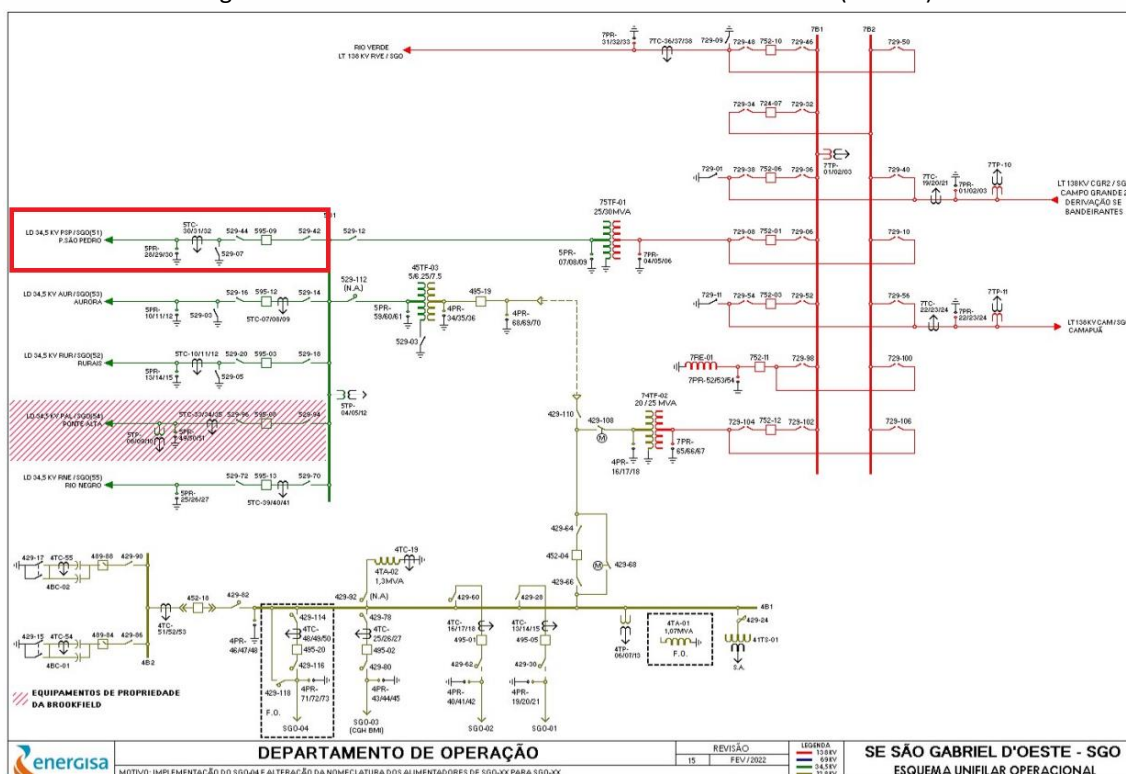 RIO VERDE
LT 138 KV RVE / SGO
7PR-
31/32/33
7TC-36/37/38
729-09
729-48
752-10
729-46
7B1
7B2
729-50
729-34
724-07
729-32
7TP-
01/02/03
729-01
729-38
752-06
729-36
729-40
7TC-
19/20/21
7PR-
01/02/03
7TP-10
LT 138KV CGR2 / SG
CAMPO GRANDE 2
DERIVAÇÃO SE
BANDEIRANTES
LD 34,5 KV PSP/SGO(51)
P.SÃO PEDRO
5PR-
28/29/30
5TC-
30/31/32
529-44
595-09
529-42
529-07
529-12
75TF-01
25/30MVA
5PR-
07/08/09
7PR-
04/05/06
729-08
752-01
729-06
729-10
LD 34,5 KV AUR/SGO(53)
AURORA
5PR-
10/11/12
529-16
595-12
529-14
529-03
5TC-07/08/09
529-112
(N.A.)
5PR-
59/60/61
45TF-03
5/6,25/7,5
529-03
4PR-
34/35/36
495-19
4PR-
68/69/70
729-11
729-54
752-03
729-52
729-56
7TC-
22/23/24
7PR-
22/23/24
7TP-11
LT138KV CAM/SG
CAMAPUÃ
LD 34,5 KV RUR/SGO(52)
RURAIS
5PR-
13/14/15
5TC-10/11/12
529-20
595-03
529-18
529-05
7RE-01
752-11
729-98
7PR-52/53/54
729-100
5TP-
04/05/12
LD 34,5 KV PAL/SGO(54)
PONTE ALTA
5TC-33/34/35
529-96
595-08
529-94
5TP-
08/09/10
5PR-
49/50/51
429-110
429-108
M
74TF-02
20/25 MVA
4PR-
16/17/18
7PR-
65/66/67
729-104
752-12
729-102
729-106
LD 34,5 KV RNE/SGO(55)
RIO NEGRO
5PR-
25/26/27
529-72
595-13
529-70
5TC-39/40/41
429-64
452-04
M
429-68
429-66
429-17
4TC-55
489-88
429-90
4BC-02
4B2
429-15
4TC-54
489-84
429-86
4BC-01
4TC-
51/52/53
452-18
429-82
4PR-
46/47/48
4TC-19
4TA-02
1,3MVA
429-92
(N.A)
429-60
429-28
4B1
429-114
4TC-
48/49/50
495-20
429-116
429-118
4PR-
71/72/73
F.O.
SGO-04
429-78
4TC-
25/26/27
495-02
429-80
4PR-
43/44/45
SGO-03
(CGH BMI)
4TC-
16/17/18
495-01
429-62
4PR-
40/41/42
SGO-02
4TC-
13/14/15
495-05
429-30
4PR-
19/20/21
SGO-01
4TP-
06/07/13
4TA-01
1,07MVA
F.O.
429-24
41TS-01
S.A.
EQUIPAMENTOS DE PROPRIEDADE
DA BROOKFIELD
energisa
DEPARTAMENTO DE OPERAÇÃO
REVISÃO
15
FEV / 2022
LEGENDA
138KV
69KV
34,5KV
SE SÃO GABRIEL D'OESTE - SGO
ESQUEMA UNIFILAR OPERACIONAL